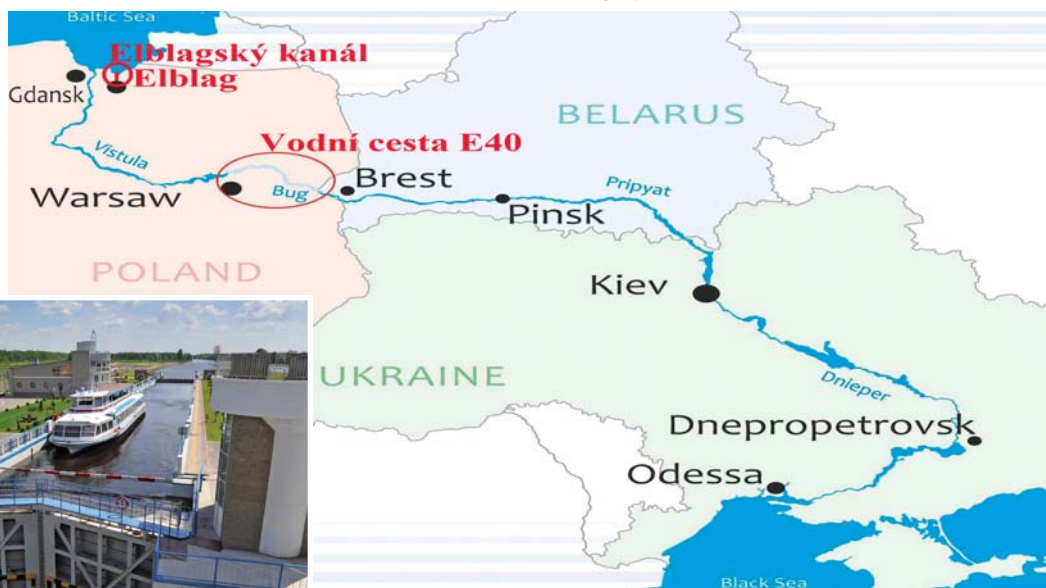 Baltic Sea
Elblagský kanál
Elblag
Gdansk
BELARUS
Vodní cesta E40
Vistula
Brest
Pripyat
Warsaw
Bug
Pinsk
POLAND
Kiev
UKRAINE
Dnieper
Dnepropetrovsk
Odessa
Black Sea